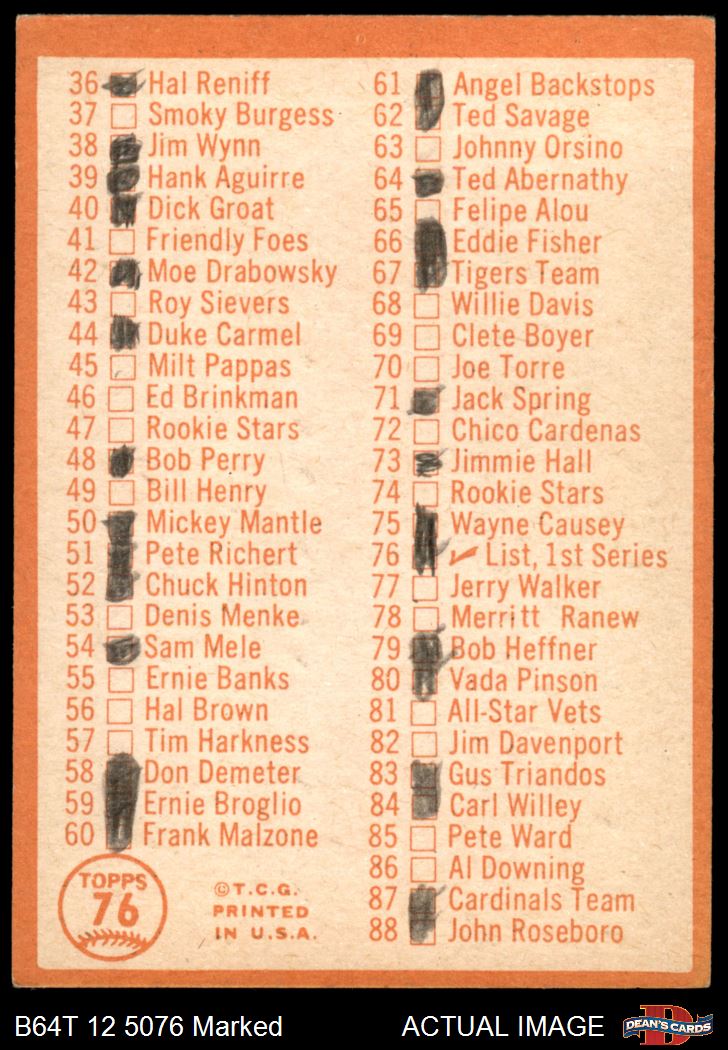 36 Hal Reniff
37 Smoky Burgess
38 Jim Wynn
39 Hank Aguirre
40 Dick Groat
41 Friendly Foes
42 Moe Drabowsky
43 Roy Sievers
44 Duke Carmel
45 Milt Pappas
46 Ed Brinkman
47 Rookie Stars
48 Bob Perry
49 Bill Henry
50 Mickey Mantle
51 Pete Richert
52 Chuck Hinton
53 Denis Menke
54 Sam Mele
55 Ernie Banks
56 Hal Brown
57 Tim Harkness
58 Don Demeter
59 Ernie Broglio
60 Frank Malzone
TOPPS
76
©T.C.G.
PRINTED
IN U.S.A.
61 Angel Backstops
62 Ted Savage
63 Johnny Orsino
64 Ted Abernathy
65 Felipe Alou
66 Eddie Fisher
67 Tigers Team
68 Willie Davis
69 Clete Boyer
70 Joe Torre
71 Jack Spring
72 Chico Cardenas
73 Jimmie Hall
74 Rookie Stars
75 Wayne Causey
76 ✓ List, 1st Series
77 Jerry Walker
78 Merritt Ranew
79 Bob Heffner
80 Vada Pinson
81 All-Star Vets
82 Jim Davenport
83 Gus Triandos
84 Carl Willey
85 Pete Ward
86 Al Downing
87 Cardinals Team
88 John Roseboro
B64T 12 5076 Marked
ACTUAL IMAGE
DEAN'S CARDS